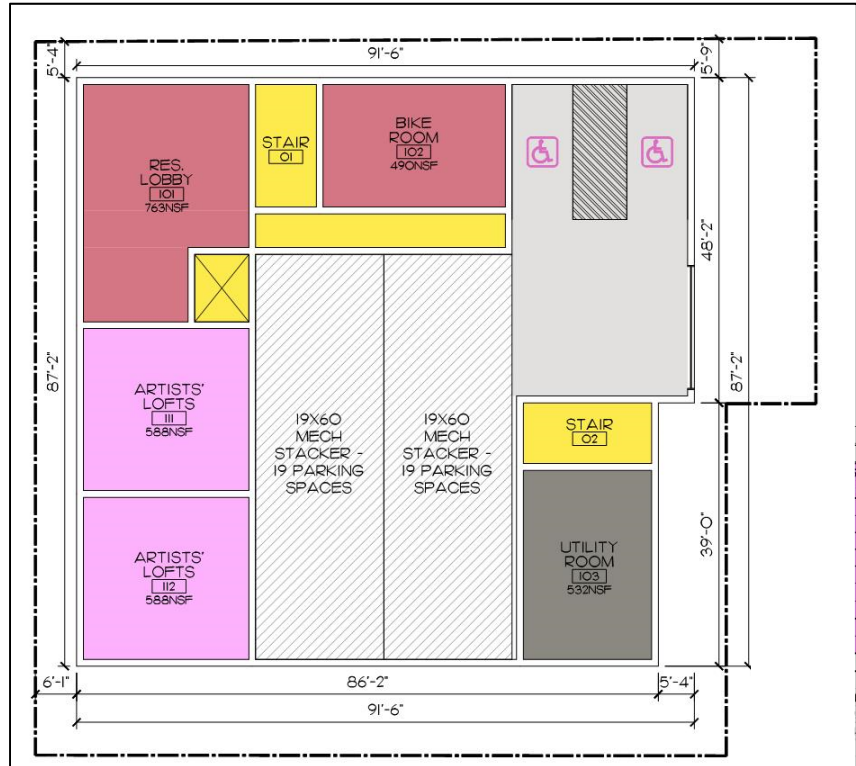 91'-6"
5'-4"
5'-9"
RES.
LOBBY
101
763NSF
STAIR
01
BIKE
ROOM
102
490NSF
48'-2"
87'-2"
87'-2"
ARTISTS'
LOFTS
111
588NSF
19X60
MECH
STACKER -
19 PARKING
SPACES
19X60
MECH
STACKER -
19 PARKING
SPACES
STAIR
02
39'-0"
ARTISTS'
LOFTS
112
588NSF
UTILITY
ROOM
103
532NSF
6'-1"
86'-2"
5'-4"
91'-6"